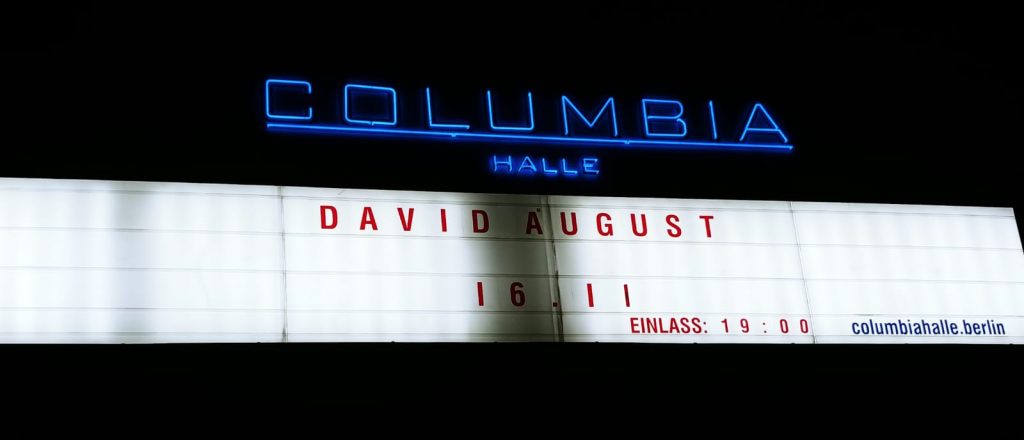 COLUMBIA
HALLE
DAVID AUGUST
16.11
EINLASS: 19:00
columbiahalle.berlin